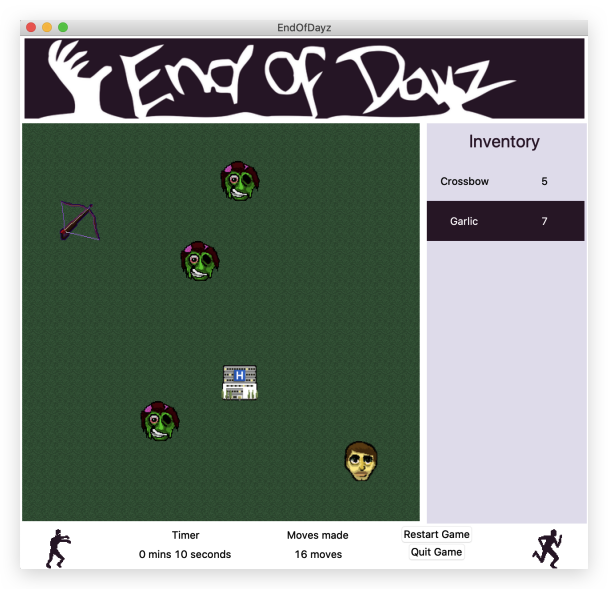 EndOfDayz
End of Dayz
Inventory
Crossbow 5
Garlic 7
H
Timer Moves made Restart Game
0 mins 10 seconds 16 moves Quit Game